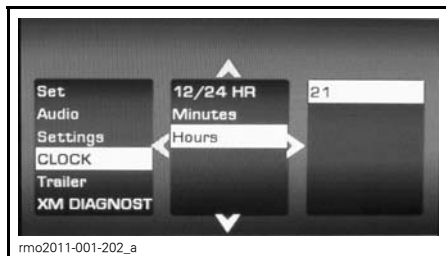 Set
Audio
Settings
CLOCK
Trailer
XM DIAGNOST
12/24 HR
Minutes
Hours
21
rmo2011-001-202_a